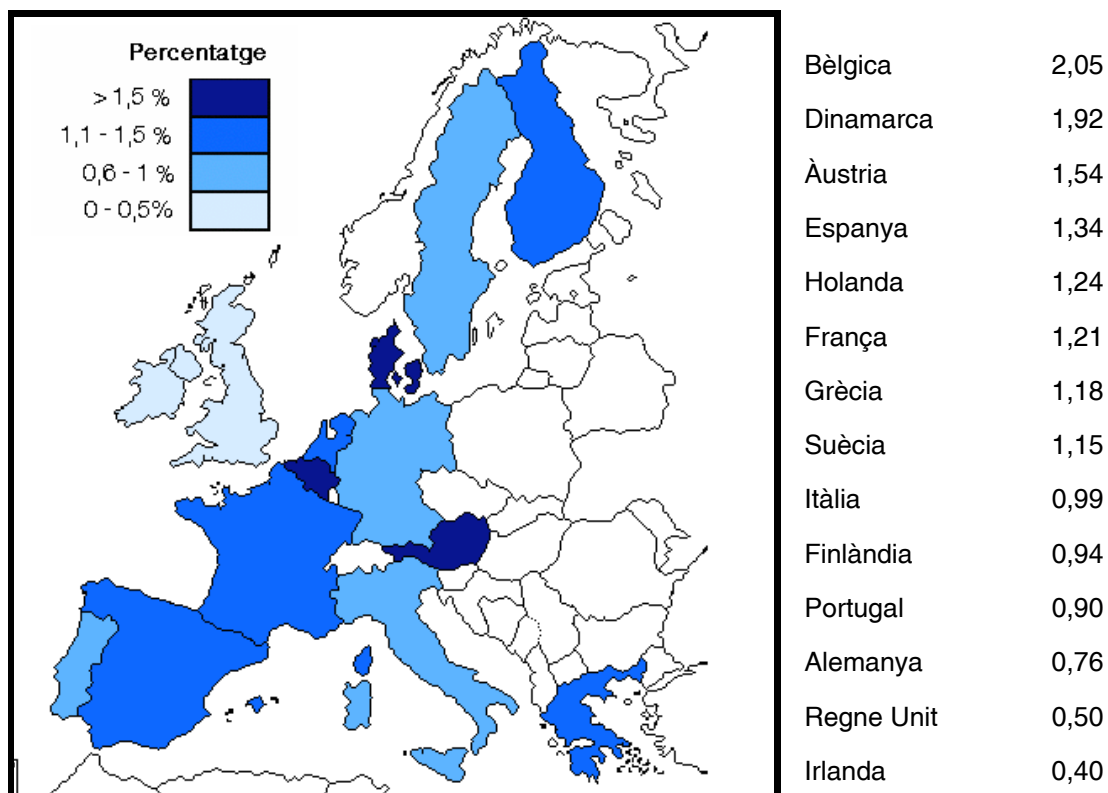 Percentatge
> 1,5 %
1,1 - 1,5 %
0,6 - 1 %
0 - 0,5%
Bèlgica 2,05
Dinamarca 1,92
Àustria 1,54
Espanya 1,34
Holanda 1,24
França 1,21
Grècia 1,18
Suècia 1,15
Itàlia 0,99
Finlàndia 0,94
Portugal 0,90
Alemanya 0,76
Regne Unit 0,50
Irlanda 0,40